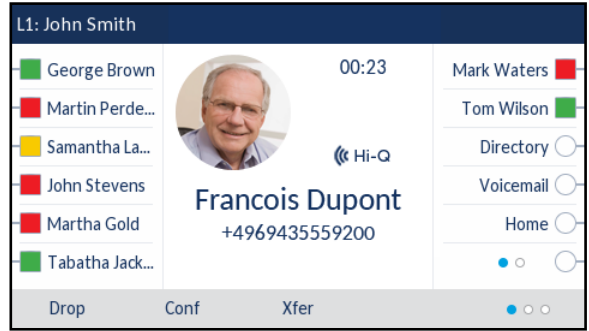 L1: John Smith
George Brown
Martin Perde...
Samantha La...
John Stevens
Martha Gold
Tabatha Jack...
00:23
Hi-Q
Francois Dupont
+4969435559200
Mark Waters
Tom Wilson
Directory
Voicemail
Home
Drop Conf Xfer